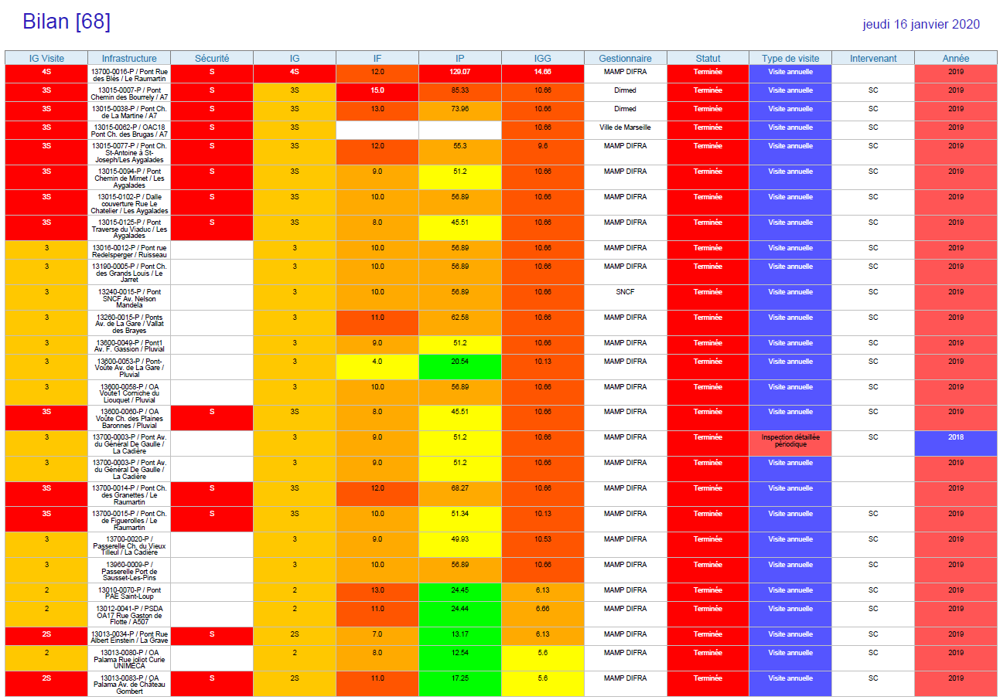 Bilan [68]
jeudi 16 janvier 2020
IG Visite Infrastructure Sécurité IG IF IP IGG Gestionnaire Statut Type de visite Intervenant Année
4S 13700-0016-P / Pont Rue S 4S 12.0 129.07 14.66 MAMP DIFRA Terminée Visite annuelle 2019
des Blés / Le Raumartin
3S 13015-0007-P / Pont S 3S 15.0 85.33 10.66 Dirmed Terminée Visite annuelle SC 2019
Chemin des Bourrely / A7
3S 13015-0038-P / Pont Ch. S 3S 13.0 73.96 10.66 Dirmed Terminée Visite annuelle SC 2019
de La Martine / A7
3S 13015-0062-P / OAC18 S 3S 10.66 Ville de Marseille Terminée Visite annuelle SC 2019
Pont Ch. des Brugas / A7
3S 13015-0077-P / Pont Ch. S 3S 12.0 55.3 9.6 MAMP DIFRA Terminée Visite annuelle SC 2019
St-Antoine à St-
Joseph/Les Aygalades
3S 13015-0094-P / Pont S 3S 9.0 51.2 10.66 MAMP DIFRA Terminée Visite annuelle SC 2019
Chemin de Mimet / Les
Aygalades
3S 13015-0102-P / Dalle S 3S 10.0 56.89 10.66 MAMP DIFRA Terminée Visite annuelle SC 2019
couverture Rue Le
Chatelier / Les Aygalades
3S 13015-0125-P / Pont S 3S 8.0 45.51 10.66 MAMP DIFRA Terminée Visite annuelle SC 2019
Traverse du Viaduc / Les
Aygalades
3 13016-0012-P / Pont rue 3 10.0 56.89 10.66 MAMP DIFRA Terminée Visite annuelle SC 2019
Redelsperger / Ruisseau
3 13190-0005-P / Pont Ch. 3 10.0 56.89 10.66 MAMP DIFRA Terminée Visite annuelle SC 2019
des Grands Louis / Le
Jarret
3 13240-0015-P / Pont 3 10.0 56.89 10.66 SNCF Terminée Visite annuelle SC 2019
SNCF Av. Nelson
Mandela
3 13260-0015-P / Ponts 3 11.0 62.58 10.66 MAMP DIFRA Terminée Visite annuelle SC 2019
Av. de La Gare / Vallat
des Brayes
3 13600-0049-P / Pont1 3 9.0 51.2 10.66 MAMP DIFRA Terminée Visite annuelle SC 2019
Av. F. Gassion / Pluvial
3 13600-0053-P / Pont- 3 4.0 20.54 10.13 MAMP DIFRA Terminée Visite annuelle SC 2019
Voûte Av. de La Gare /
Pluvial
3 13600-0058-P / OA 3 10.0 56.89 10.66 MAMP DIFRA Terminée Visite annuelle SC 2019
Voûte1 Corniche du
Liouquet / Pluvial
3S 13600-0060-P / OA S 3S 8.0 45.51 10.66 MAMP DIFRA Terminée Visite annuelle SC 2019
Voûte Ch. des Plaines
Baronnes / Pluvial
3 13700-0003-P / Pont Av. 3 9.0 51.2 10.66 MAMP DIFRA Terminée Inspection détaillée SC 2018
du Général De Gaulle / périodique
La Cadière
3 13700-0003-P / Pont Av. 3 9.0 51.2 10.66 MAMP DIFRA Terminée Visite annuelle 2019
du Général De Gaulle /
La Cadière
3S 13700-0014-P / Pont Ch. S 3S 12.0 68.27 10.66 MAMP DIFRA Terminée Visite annuelle 2019
des Granettes / Le
Raumartin
3S 13700-0015-P / Pont Ch. S 3S 10.0 51.34 10.13 MAMP DIFRA Terminée Visite annuelle SC 2019
de Figuerolles / Le
Raumartin
3 13700-0020-P / 3 9.0 49.93 10.53 MAMP DIFRA Terminée Visite annuelle SC 2019
Passerelle Ch. du Vieux
Tilleul / La Cadière
3 13960-0009-P / 3 10.0 56.89 10.66 MAMP DIFRA Terminée Visite annuelle SC 2019
Passerelle Port de
Sausset-Les-Pins
2 13010-0070-P / Pont 2 13.0 24.45 6.13 MAMP DIFRA Terminée Visite annuelle SC 2019
PAE Saint-Loup
2 13012-0041-P / PSDA 2 11.0 24.44 6.66 MAMP DIFRA Terminée Visite annuelle SC 2019
OA17 Rue Gaston de
Flotte / A507
2S 13013-0034-P / Pont Rue S 2S 7.0 13.17 6.13 MAMP DIFRA Terminée Visite annuelle SC 2019
Albert Einstein / La Grave
2 13013-0080-P / OA 2 8.0 12.54 5.6 MAMP DIFRA Terminée Visite annuelle SC 2019
Palama Rue joliot Curie
UNIMECA
2S 13013-0083-P / OA S 2S 11.0 17.25 5.6 MAMP DIFRA Terminée Visite annuelle SC 2019
Palama Av. de Château
Gombert